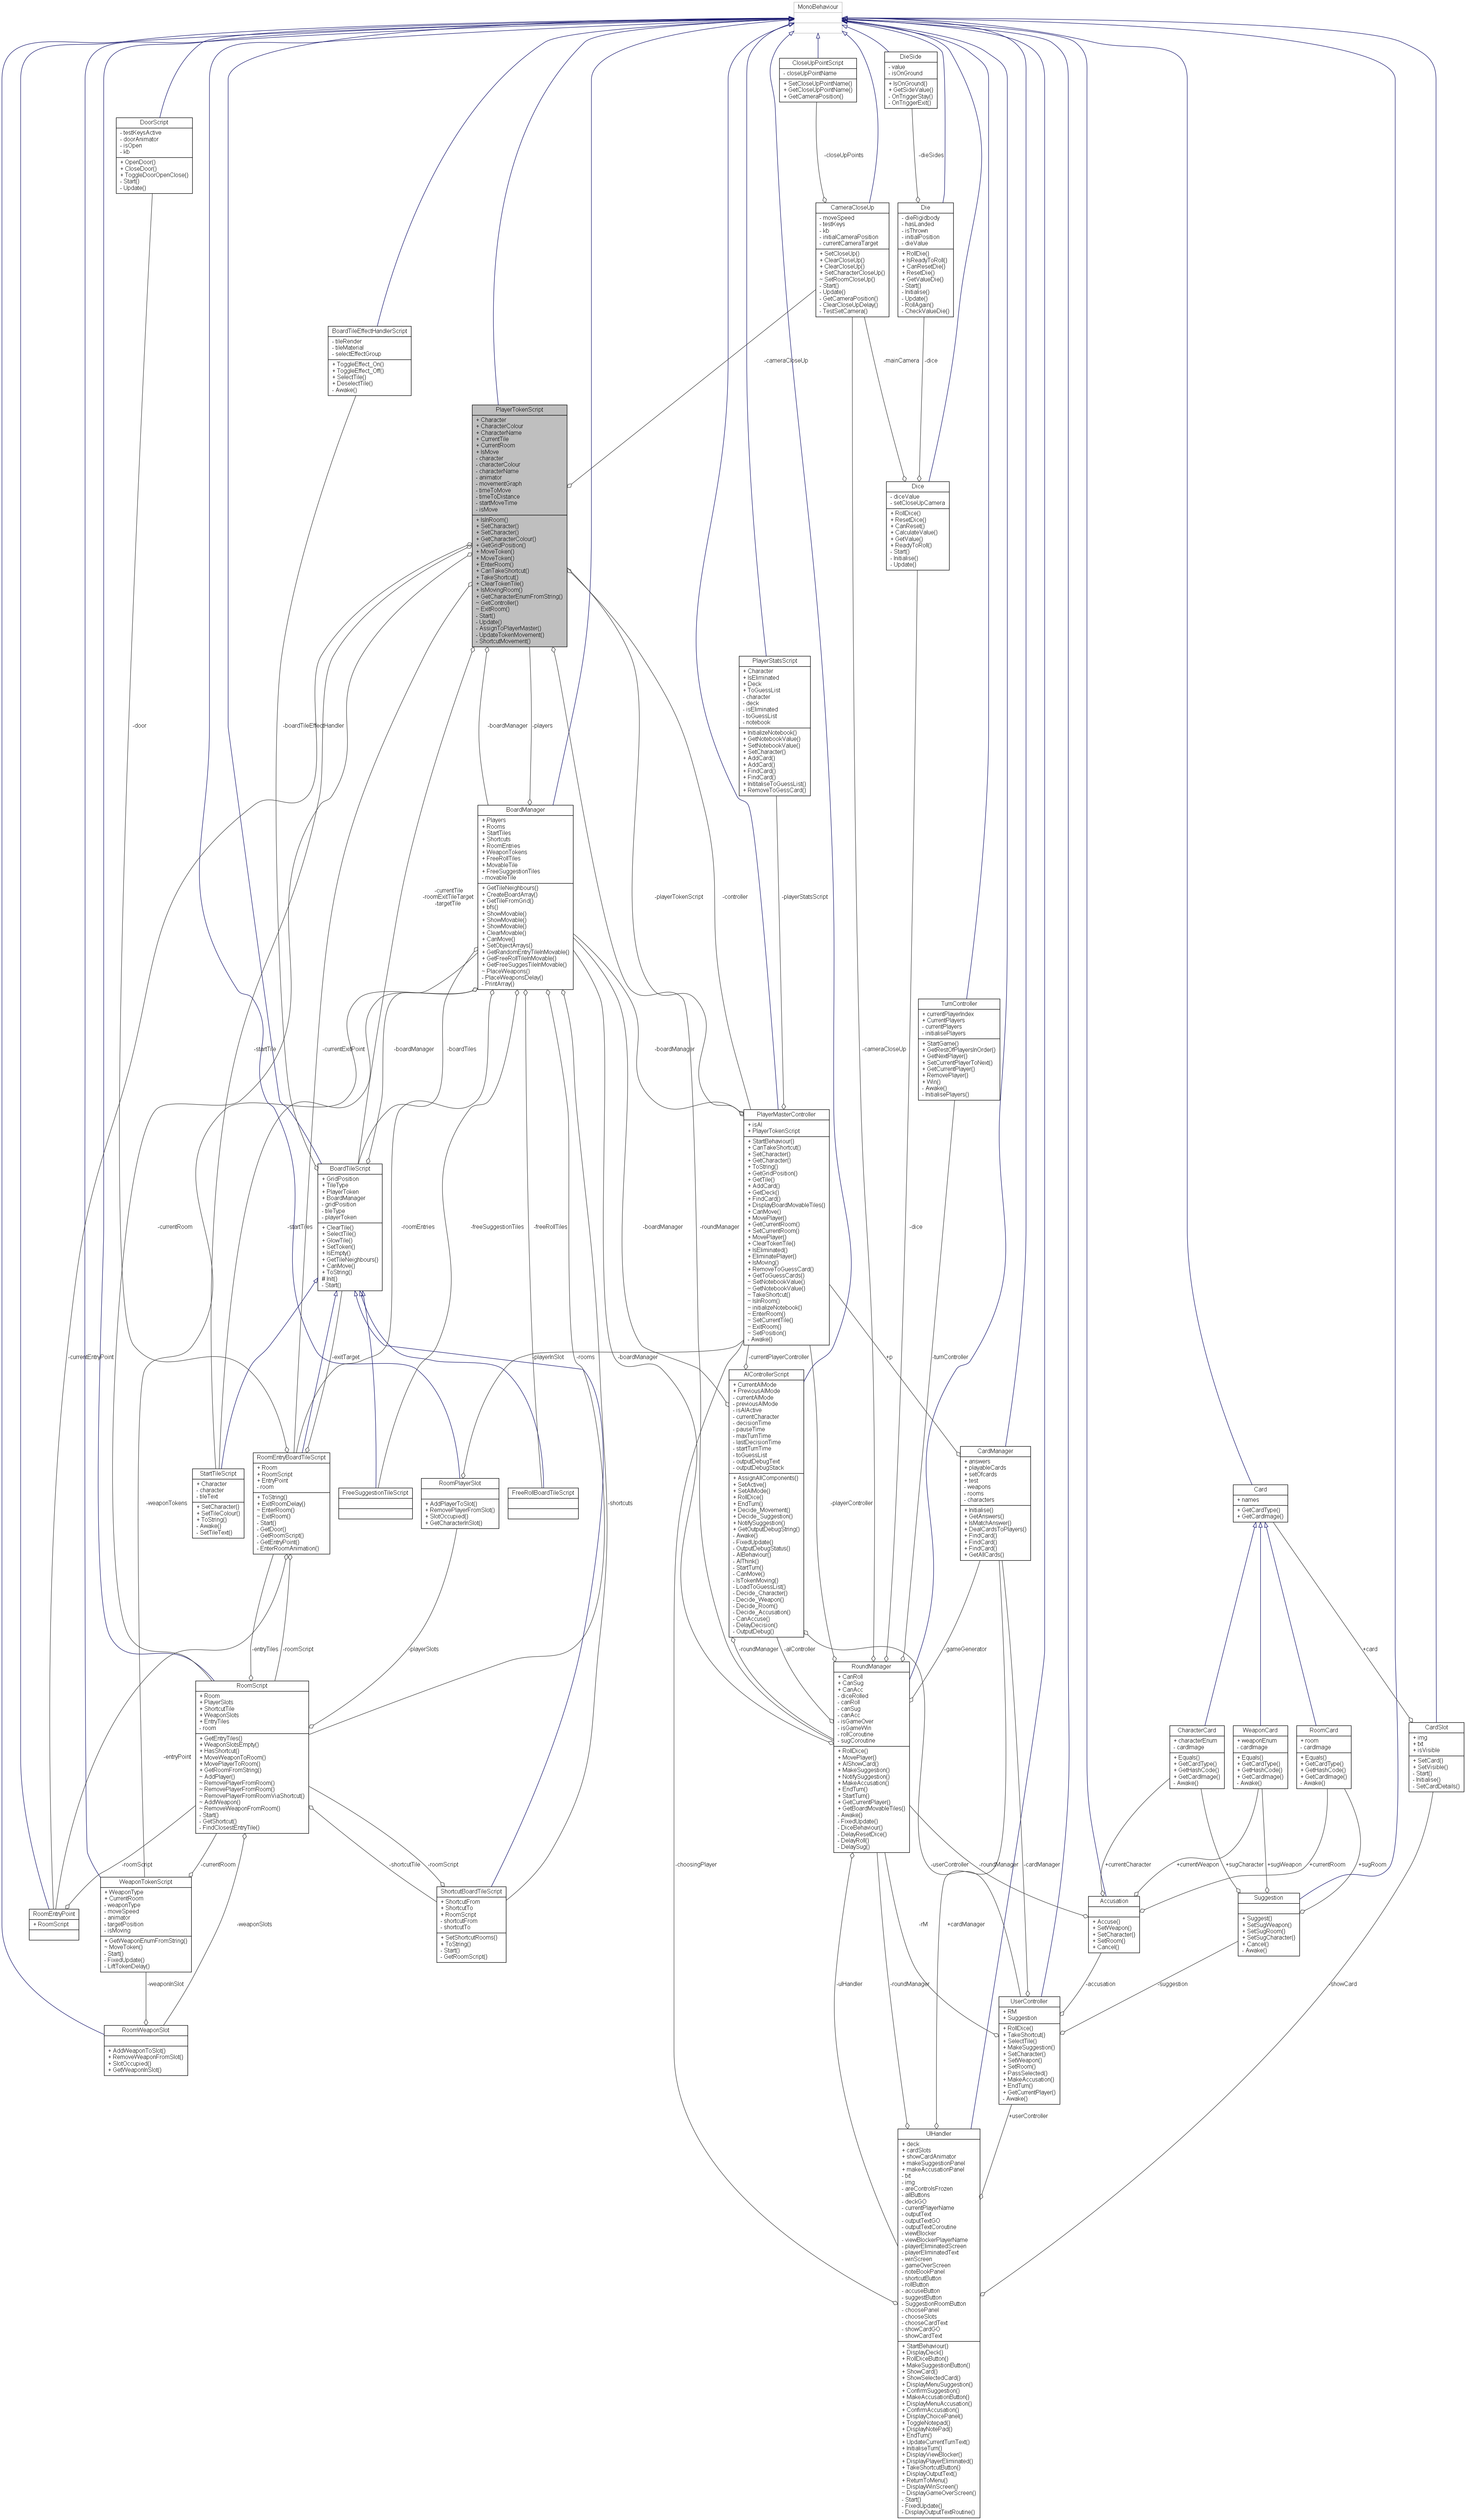 MonoBehaviour
CloseUpPointScript
- closeUpPointName
+ SetCloseUpPointName()
+ GetCloseUpPointName()
+ GetCameraPosition()
DieSide
- value
- isOnGround
+ IsOnGround()
+ GetSideValue()
- OnTriggerStay()
- OnTriggerExit()
DoorScript
- testKeysActive
- doorAnimator
- isOpen
- kb
+ OpenDoor()
+ CloseDoor()
+ ToggleDoorOpenClose()
- Start()
- Update()
-closeUpPoints
-dieSides
CameraCloseUp
- moveSpeed
- testKeys
- kb
- initialCameraPosition
- currentCameraTarget
+ SetCloseUp()
+ ClearCloseUp()
+ ClearCloseUp()
+ SetCharacterCloseUp()
~ SetRoomCloseUp()
- Start()
- Update()
- GetCameraPosition()
- ClearCloseUpDelay()
- TestSetCamera()
Die
- dieRigidbody
- hasLanded
- isThrown
- initialPosition
- dieValue
+ RollDie()
+ IsReadyToRoll()
+ CanResetDie()
+ ResetDie()
+ GetValueDie()
- Start()
- Initialise()
- Update()
- RollAgain()
- CheckValueDie()
BoardTileEffectHandlerScript
- tileRender
- tileMaterial
- selectEffectGroup
+ ToggleEffect_On()
+ ToggleEffect_Off()
+ SelectTile()
+ DeselectTile()
- Awake()
-cameraCloseUp
-mainCamera
-dice
PlayerTokenScript
+ Character
+ CharacterColour
+ CharacterName
+ CurrentTile
+ CurrentRoom
+ IsMove
- character
- characterColour
- characterName
- animator
- movementGraph
- timeToMove
- timeToDistance
- startMoveTime
- isMove
+ IsInRoom()
+ SetCharacter()
+ SetCharacter()
+ GetCharacterColour()
+ GetGridPosition()
+ MoveToken()
+ MoveToken()
+ EnterRoom()
+ CanTakeShortcut()
+ TakeShortcut()
+ ClearTokenTile()
+ IsMovingRoom()
+ GetCharacterEnumFromString()
~ GetController()
~ ExitRoom()
- Start()
- Update()
- AssignToPlayerMaster()
- UpdateTokenMovement()
- ShortcutMovement()
Dice
- diceValue
- setCloseUpCamera
+ RollDice()
+ ResetDice()
+ CanReset()
+ CalculateValue()
+ GetValue()
+ ReadyToRoll()
- Start()
- Initialise()
- Update()
PlayerStatsScript
+ Character
+ IsEliminated
+ Deck
+ ToGuessList
- character
- deck
- isEliminated
- toGuessList
- notebook
+ InitializeNotebook()
+ GetNotebookValue()
+ SetNotebookValue()
+ SetCharacter()
+ AddCard()
+ AddCard()
+ FindCard()
+ FindCard()
+ InititaliseToGuessList()
+ RemoveToGessCard()
-door
-boardTileEffectHandler
-boardManager
-players
-playerTokenScript
-controller
-playerStatsScript
BoardManager
+ Players
+ Rooms
+ StartTiles
+ Shortcuts
+ RoomEntries
+ WeaponTokens
+ FreeRollTiles
+ MovableTile
+ FreeSuggestionTiles
- movableTile
+ GetTileNeighbours()
+ CreateBoardArray()
+ GetTileFromGrid()
+ bfs()
+ ShowMovable()
+ ShowMovable()
+ ShowMovable()
+ ClearMovable()
+ CanMove()
+ SetObjectArrays()
+ GetRandomEntryTileInMovable()
+ GetFreeRollTileInMovable()
+ GetFreeSuggesTileInMovable()
~ PlaceWeapons()
- PlaceWeaponsDelay()
- PrintArray()
-currentTile
-roomExitTileTarget
-targetTile
TurnController
+ currentPlayerIndex
+ CurrentPlayers
- currentPlayers
- initialisePlayers
+ StartGame()
+ GetRestOfPlayersInOrder()
+ GetNextPlayer()
+ SetCurrentPlayerToNext()
+ GetCurrentPlayer()
+ RemovePlayer()
+ Win()
- Awake()
- InitialisePlayers()
-startTile
-currentExitPoint
-boardManager
-boardTiles
-boardManager
-cameraCloseUp
PlayerMasterController
+ isAI
+ PlayerTokenScript
+ StartBehaviour()
+ CanTakeShortcut()
+ SetCharacter()
+ GetCharacter()
+ ToString()
+ GetGridPosition()
+ GetTile()
+ AddCard()
+ GetDeck()
+ FindCard()
+ DisplayBoardMovableTiles()
+ CanMove()
+ MovePlayer()
+ GetCurrentRoom()
+ SetCurrentRoom()
+ MovePlayer()
+ ClearTokenTile()
+ IsEliminated()
+ EliminatePlayer()
+ IsMoving()
+ RemoveToGuessCard()
+ GetToGuessCards()
~ SetNotebookValue()
~ GetNotebookValue()
~ TakeShortcut()
~ IsInRoom()
~ initializeNotebook()
~ EnterRoom()
~ SetCurrentTile()
~ ExitRoom()
~ SetPosition()
- Awake()
BoardTileScript
+ GridPosition
+ TileType
+ PlayerToken
+ BoardManager
- gridPosition
- tileType
- playerToken
+ ClearTile()
+ SelectTile()
+ GlowTile()
+ SetToken()
+ IsEmpty()
+ GetTileNeighbours()
+ CanMove()
+ ToString()
# Init()
- Start()
-currentRoom
-startTiles
-roomEntries
-freeSuggestionTiles
-freeRollTiles
-boardManager
-roundManager
-dice
-currentEntryPoint
-exitTarget
-playerInSlot
-rooms
-boardManager
-currentPlayerController
+p
-turnController
AIControllerScript
+ CurrentAIMode
+ PreviousAIMode
- currentAIMode
- previousAIMode
- isAIActive
- currentCharacter
- decisionTime
- pauseTime
- maxTurnTime
- lastDecisionTime
- startTurnTime
- toGuessList
- outputDebugText
- outputDebugStack
+ AssignAllComponents()
+ SetActive()
+ SetAIMode()
+ RollDice()
+ EndTurn()
+ Decide_Movement()
+ Decide_Suggestion()
+ NotifySuggestion()
+ GetOutputDebugString()
- Awake()
- FixedUpdate()
- OutputDebugStatus()
- AIBehaviour()
- AIThink()
- StartTurn()
- CanMove()
- IsTokenMoving()
- LoadToGuessList()
- Decide_Character()
- Decide_Weapon()
- Decide_Room()
- Decide_Accusation()
- CanAccuse()
- DelayDecision()
- OutputDebug()
StartTileScript
+ Character
- character
- tileText
+ SetCharacter()
+ SetTileColour()
+ ToString()
- Awake()
- SetTileText()
RoomEntryBoardTileScript
+ Room
+ RoomScript
+ EntryPoint
- room
+ ToString()
+ ExitRoomDelay()
~ EnterRoom()
~ ExitRoom()
- Start()
- GetDoor()
- GetRoomScript()
- GetEntryPoint()
- EnterRoomAnimation()
FreeSuggestionTileScript
RoomPlayerSlot
+ AddPlayerToSlot()
+ RemovePlayerFromSlot()
+ SlotOccupied()
+ GetCharacterInSlot()
FreeRollBoardTileScript
CardManager
+ answers
+ playableCards
+ setOfcards
+ test
- weapons
- rooms
- characters
+ Initialise()
+ GetAnswers()
+ IsMatchAnswer()
+ DealCardsToPlayers()
+ FindCard()
+ FindCard()
+ FindCard()
+ GetAllCards()
Card
+ names
+ GetCardType()
+ GetCardImage()
-weaponTokens
-shortcuts
-playerController
-entryTiles
-roomScript
-playerSlots
-roundManager
-aIController
-gameGenerator
+card
RoomScript
+ Room
+ PlayerSlots
+ ShortcutTile
+ WeaponSlots
+ EntryTiles
- room
+ GetEntryTiles()
+ WeaponSlotsEmpty()
+ HasShortcut()
+ MoveWeaponToRoom()
+ MovePlayerToRoom()
+ GetRoomFromString()
~ AddPlayer()
~ RemovePlayerFromRoom()
~ RemovePlayerFromRoom()
~ RemovePlayerFromRoomViaShortcut()
~ AddWeapon()
~ RemoveWeaponFromRoom()
- Start()
- GetShortcut()
- FindClosestEntryTile()
RoundManager
+ CanRoll
+ CanSug
+ CanAcc
- diceRolled
- canRoll
- canSug
- canAcc
- isGameOver
- isGameWin
- rollCoroutine
- sugCoroutine
+ RollDice()
+ MovePlayer()
+ AIShowCard()
+ MakeSuggestion()
+ NotifySuggestion()
+ MakeAccusation()
+ EndTurn()
+ StartTurn()
+ GetCurrentPlayer()
+ GetBoardMovableTiles()
- Awake()
- FixedUpdate()
- DiceBehaviour()
- DelayResetDice()
- DelayRoll()
- DelaySug()
CharacterCard
+ characterEnum
- cardImage
+ Equals()
+ GetCardType()
+ GetHashCode()
+ GetCardImage()
- Awake()
WeaponCard
+ weaponEnum
- cardImage
+ Equals()
+ GetCardType()
+ GetHashCode()
+ GetCardImage()
- Awake()
RoomCard
+ room
- cardImage
+ Equals()
+ GetCardType()
+ GetHashCode()
+ GetCardImage()
- Awake()
CardSlot
+ img
+ txt
+ isVisible
+ SetCard()
+ SetVisible()
- Start()
- Initialise()
- SetCardDetails()
-entryPoint
-roomScript
-currentRoom
-shortcutTile
-roomScript
-choosingPlayer
-userController
-roundManager
-cardManager
+currentCharacter
+currentWeapon
+sugCharacter
+sugWeapon
+currentRoom
+sugRoom
WeaponTokenScript
+ WeaponType
+ CurrentRoom
- moveSpeed
- weaponType
- animator
- targetPosition
- isMoving
+ GetWeaponEnumFromString()
~ MoveToken()
- Start()
- FixedUpdate()
- LiftTokenDelay()
RoomEntryPoint
+ RoomScript
ShortcutBoardTileScript
+ ShortcutFrom
+ ShortcutTo
+ RoomScript
- shortcutFrom
- shortcutTo
+ SetShortcutRooms()
+ ToString()
- Start()
- GetRoomScript()
Accusation
+ Accuse()
+ SetWeapon()
+ SetCharacter()
+ SetRoom()
+ Cancel()
Suggestion
+ Suggest()
+ SetSugWeapon()
+ SetSugRoom()
+ SetSugCharacter()
+ Cancel()
- Awake()
-weaponSlots
-rM
+cardManager
-weaponInSlot
-uIHandler
-roundManager
-accusation
-suggestion
-showCard
RoomWeaponSlot
+ AddWeaponToSlot()
+ RemoveWeaponFromSlot()
+ SlotOccupied()
+ GetWeaponInSlot()
UserController
+ RM
+ Suggestion
+ RollDice()
+ TakeShortcut()
+ SelectTile()
+ MakeSuggestion()
+ SetCharacter()
+ SetWeapon()
+ SetRoom()
+ PassSelected()
+ MakeAccusation()
+ EndTurn()
+ GetCurrentPlayer()
- Awake()
+userController
UIHandler
+ deck
+ cardSlots
+ showCardAnimator
+ makeSuggestionPanel
+ makeAccusationPanel
- txt
- img
- areControlsFrozen
- allButtons
- deckGO
- currentPlayerName
- outputText
- outputTextGO
- outputTextCoroutine
- viewBlocker
- viewBlockerPlayerName
- playerEliminatedScreen
- playerEliminatedText
- winScreen
- gameOverScreen
- noteBookPanel
- shortcutButton
- rollButton
- accuseButton
- suggestButton
- SuggestionRoomButton
- choosePanel
- chooseSlots
- chooseCardText
- showCardGO
- showCardText
+ StartBehaviour()
+ DisplayDeck()
+ RollDiceButton()
+ MakeSuggestionButton()
+ ShowCard()
+ ShowSelectedCard()
+ DisplayMenuSuggestion()
+ ConfirmSuggestion()
+ MakeAccusationButton()
+ DisplayMenuAccusation()
+ ConfirmAccusation()
+ DisplayChoicePanel()
+ ToggleNotepad()
+ DisplayNotePad()
+ EndTurn()
+ UpdateCurrentTurnText()
+ InitialiseTurn()
+ DisplayViewBlocker()
+ DisplayPlayerEliminated()
+ TakeShortcutButton()
+ DisplayOutputText()
+ ReturnToMenu()
~ DisplayWinScreen()
~ DisplayGameOverScreen()
- Start()
- FixedUpdate()
- DisplayOutputTextRoutine()